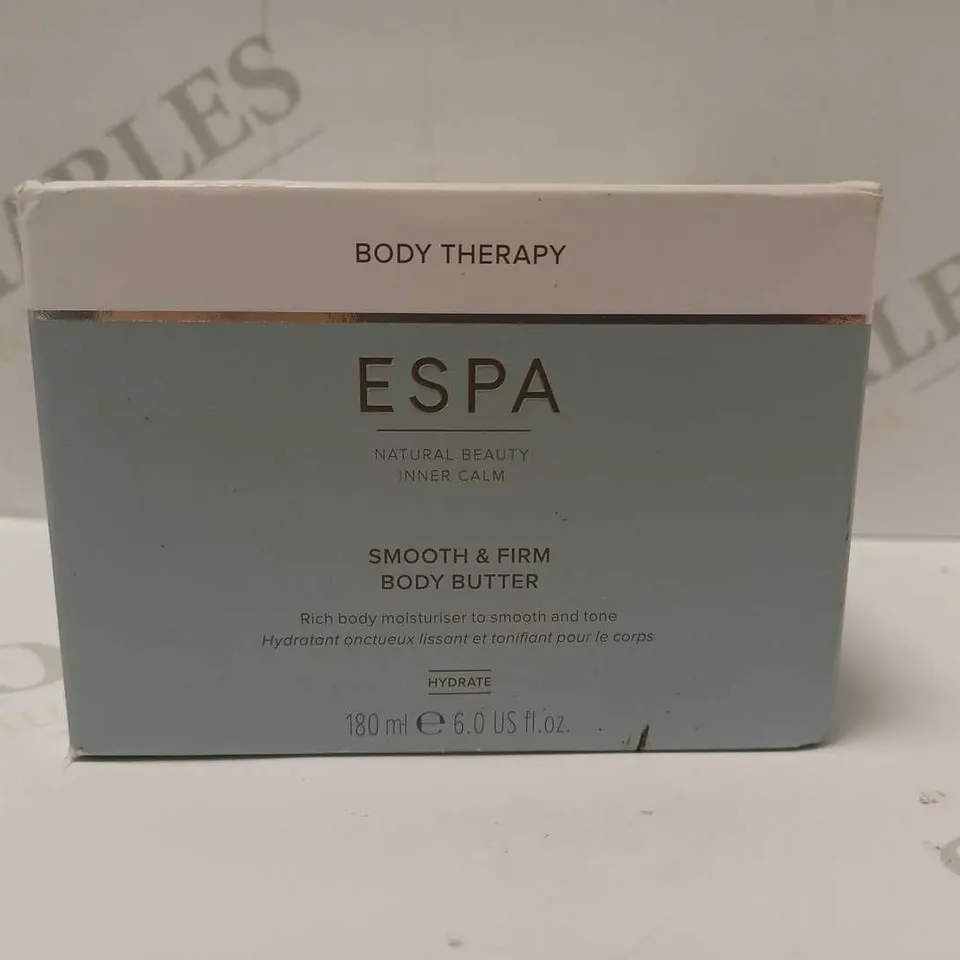 BODY THERAPY
ESPA
NATURAL BEAUTY
INNER CALM
SMOOTH & FIRM
BODY BUTTER
Rich body moisturiser to smooth and tone
Hydratant onctueux lissant et tonifiant pour le corps
HYDRATE
180 ml ℮ 6.0 US fl.oz.